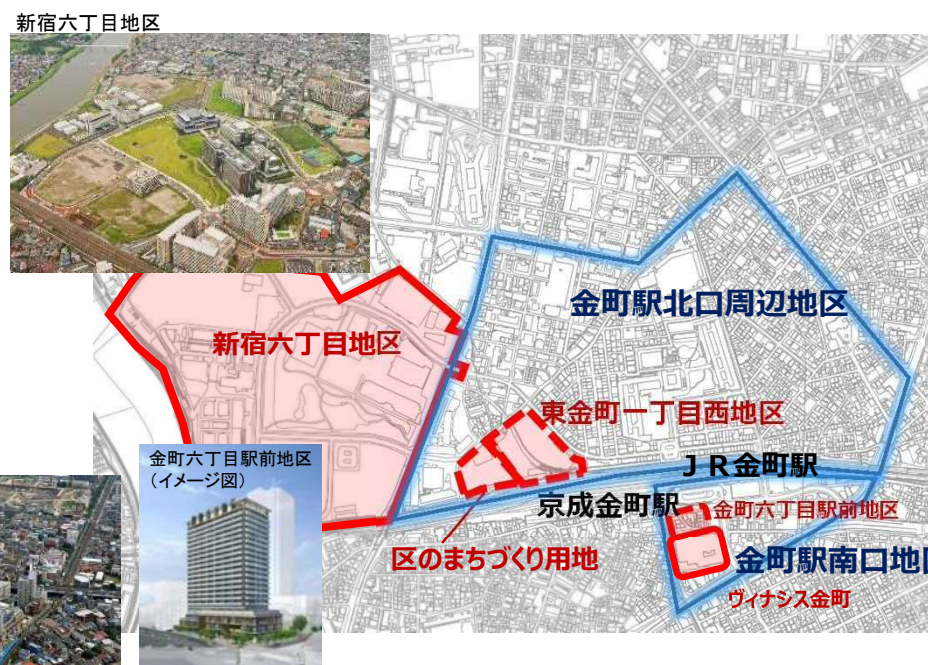 新宿六丁目地区
金町駅北口周辺地区
新宿六丁目地区
東金町一丁目西地区
ＪＲ金町駅
金町六丁目駅前地区
（イメージ図）
京成金町駅
金町六丁目駅前地区
区のまちづくり用地
金町駅南口地区
ヴィナシス金町